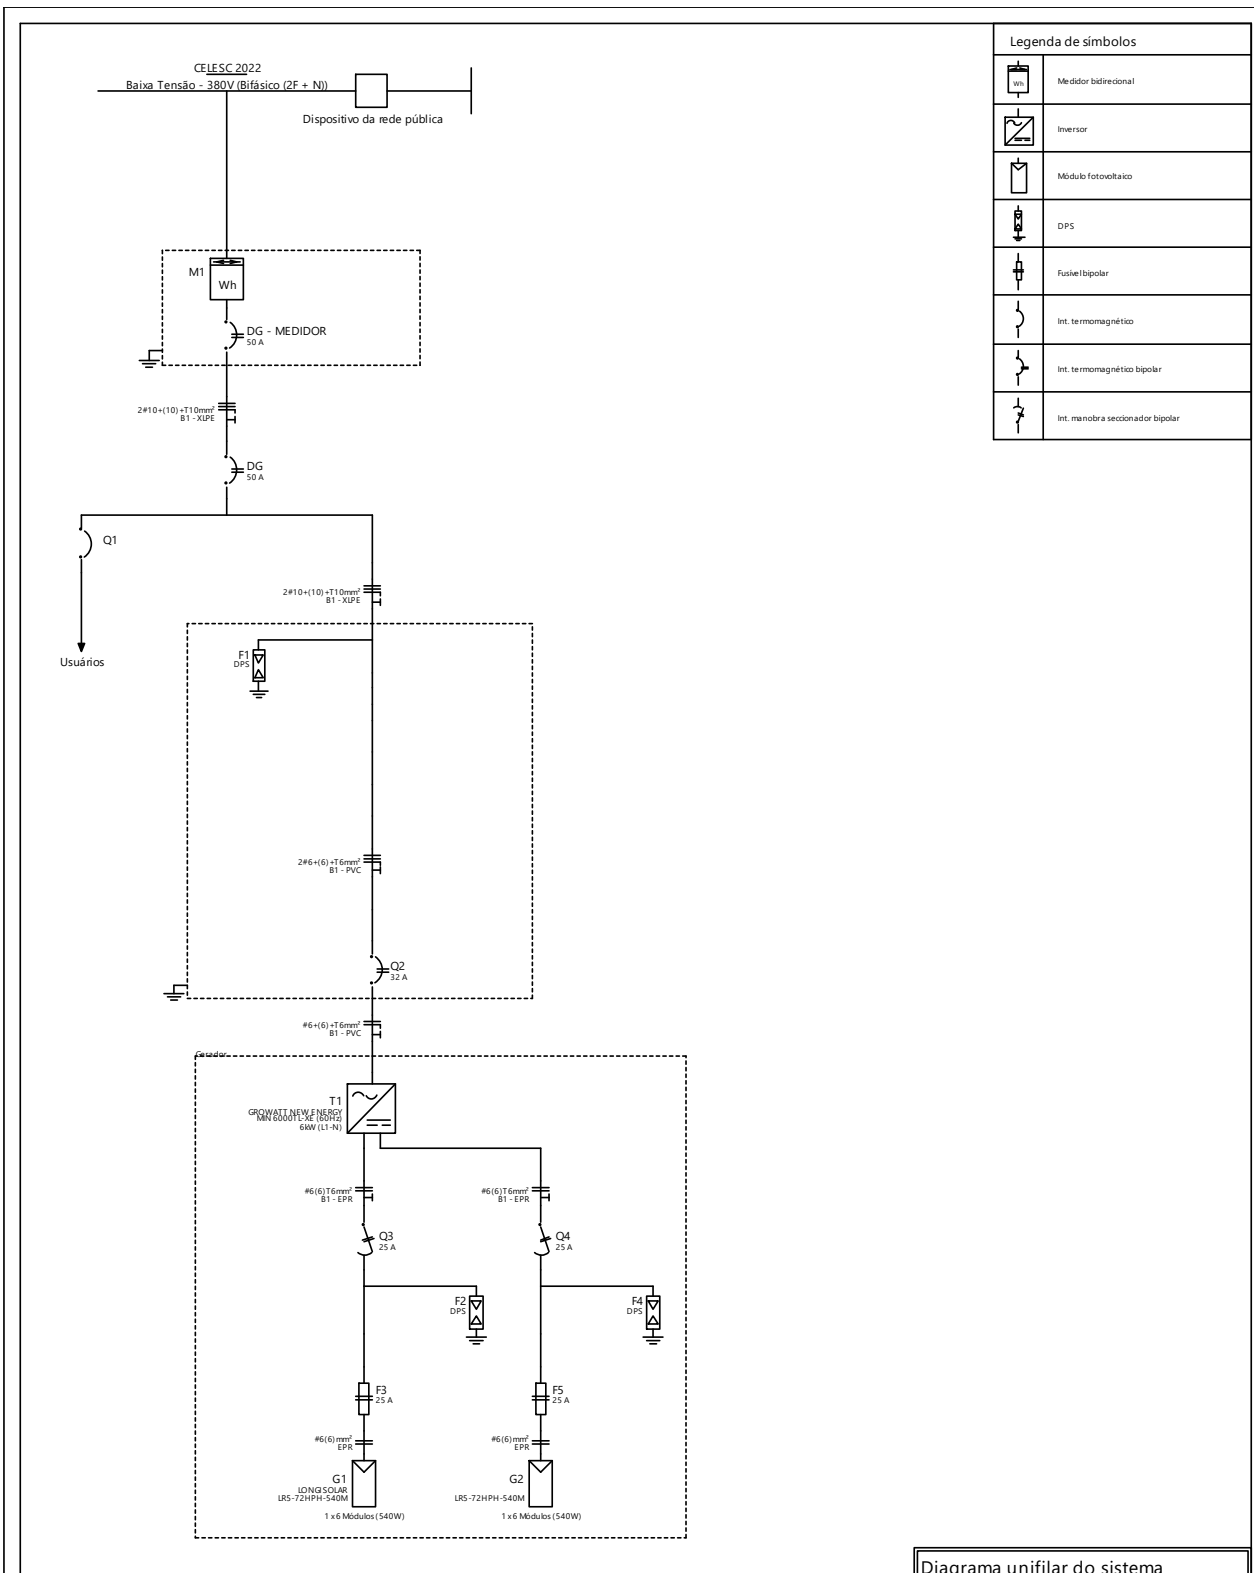 CELESC 2022
Baixa Tensão - 380V (Bifásico (2F + N))
Dispositivo da rede pública
Legenda de símbolos
Wh
Medidor bidirecional
Inversor
Módulo fotovoltaico
DPS
Fusível bipolar
Int. termomagnético
Int. termomagnético bipolar
Int. manobra seccionador bipolar
M1
Wh
DG - MEDIDOR
50 A
2#10+(10)+T10mm²
B1 - XLPE
DG
50 A
Q1
Usuários
2#10+(10)+T10mm²
B1 - XLPE
F1
DPS
2#6+(6)+T6mm²
B1 - PVC
Q2
32 A
#6+(6)+T6mm²
B1 - PVC
Gerador
T1
GROWATT NEW ENERGY
MIN 6000TL-XE (60Hz)
6kW (L1-N)
#6(6)T6mm²
B1 - EPR
#6(6)T6mm²
B1 - EPR
Q3
25 A
Q4
25 A
F2
DPS
F4
DPS
F3
25 A
F5
25 A
#6(6)mm²
EPR
#6(6)mm²
EPR
G1
LONGI SOLAR
LR5-72HPH-540M
1 x 6 Módulos (540W)
G2
LR5-72HPH-540M
1 x 6 Módulos (540W)
Diagrama unifilar do sistema